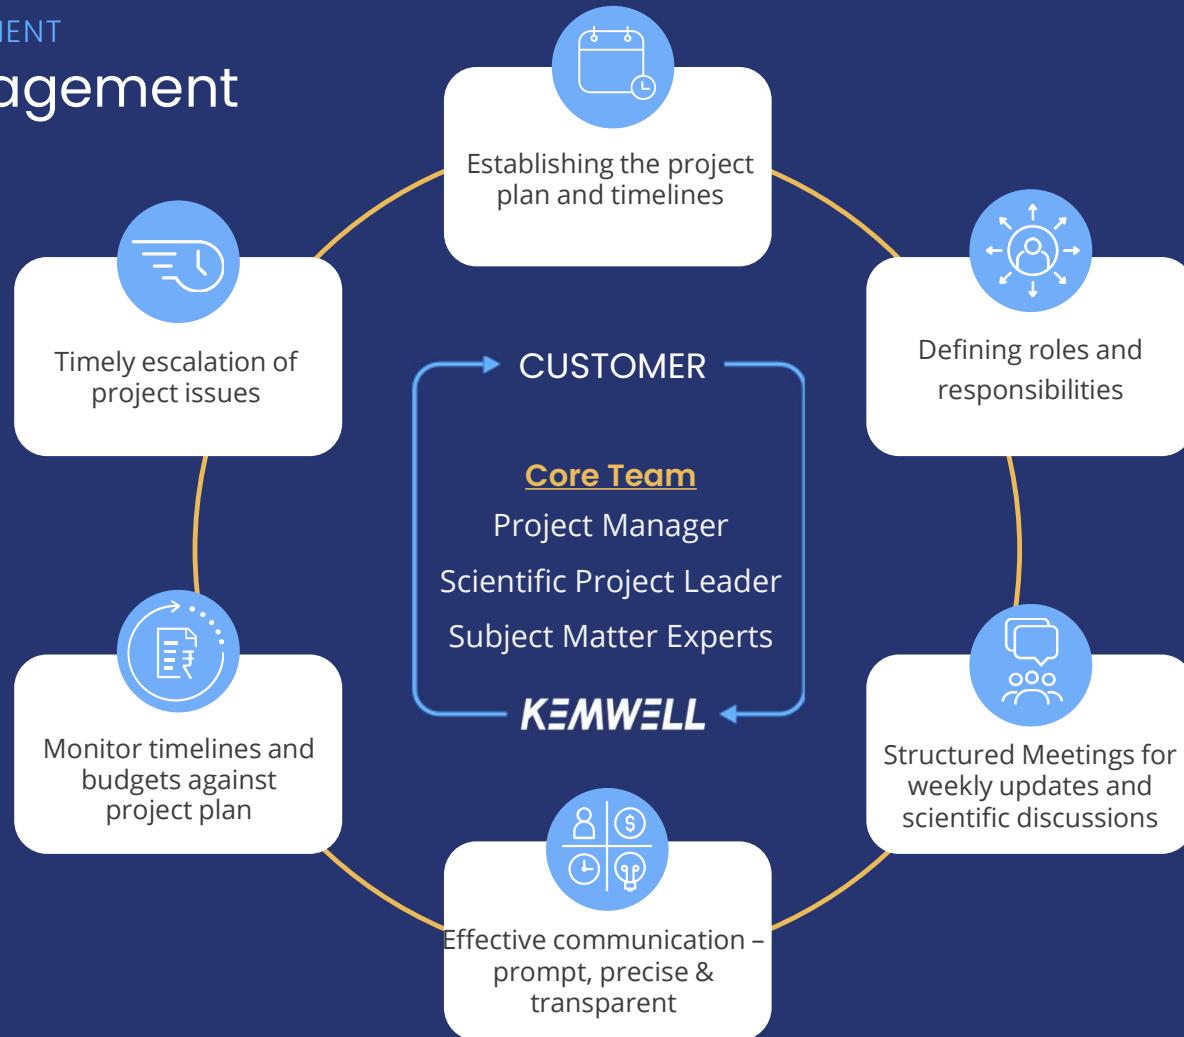 MENT
agement
Establishing the project
plan and timelines
Timely escalation of
project issues
Defining roles and
responsibilities
CUSTOMER
Core Team
Project Manager
Scientific Project Leader
Subject Matter Experts
KEMWELL
Monitor timelines and
budgets against
project plan
Structured Meetings for
weekly updates and
scientific discussions
Effective communication –
prompt, precise &
transparent